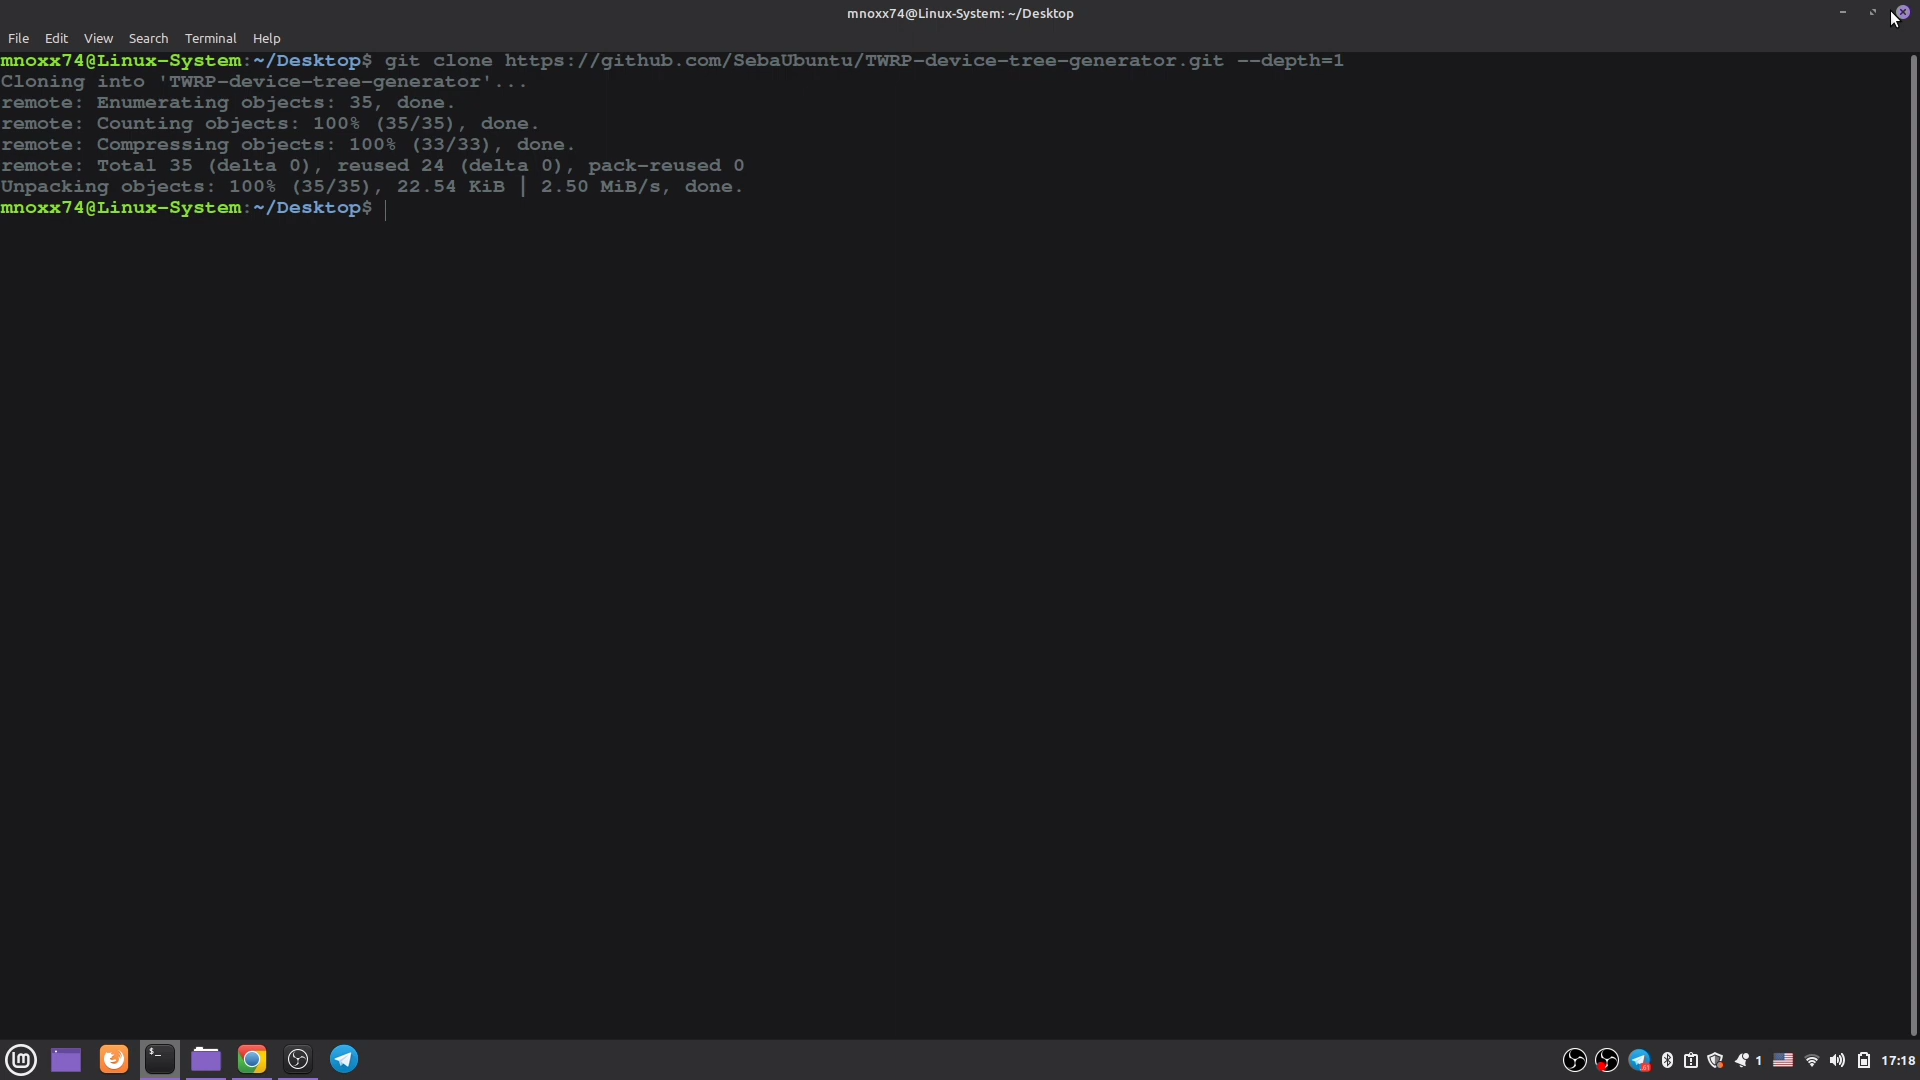 mnoxx74@Linux-System: ~/Desktop
File Edit View Search Terminal Help
mnoxx74@Linux-System:~/Desktop$ git clone https://github.com/SebaUbuntu/TWRP-device-tree-generator.git --depth=1
Cloning into 'TWRP-device-tree-generator'...
remote: Enumerating objects: 35, done.
remote: Counting objects: 100% (35/35), done.
remote: Compressing objects: 100% (33/33), done.
remote: Total 35 (delta 0), reused 24 (delta 0), pack-reused 0
Unpacking objects: 100% (35/35), 22.54 KiB | 2.50 MiB/s, done.
mnoxx74@Linux-System:~/Desktop$
1 17:18